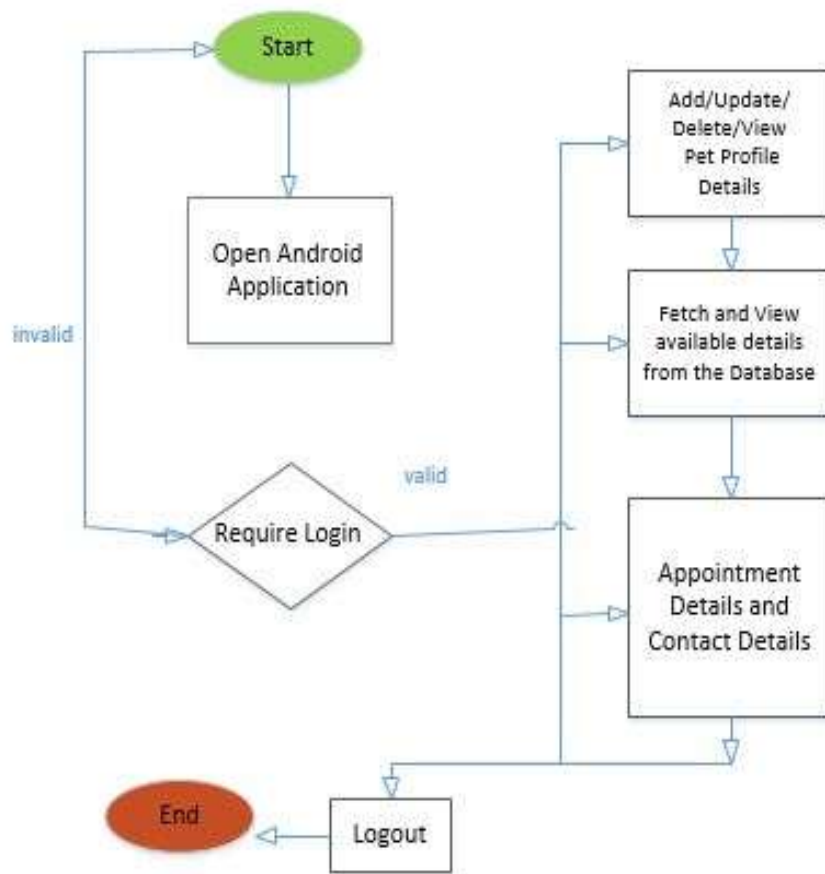 Start
Open Android
Application
invalid
valid
Require Login
Add/Update/
Delete/View
Pet Profile
Details
Fetch and View
available details
from the Database
Appointment
Details and
Contact Details
Logout
End